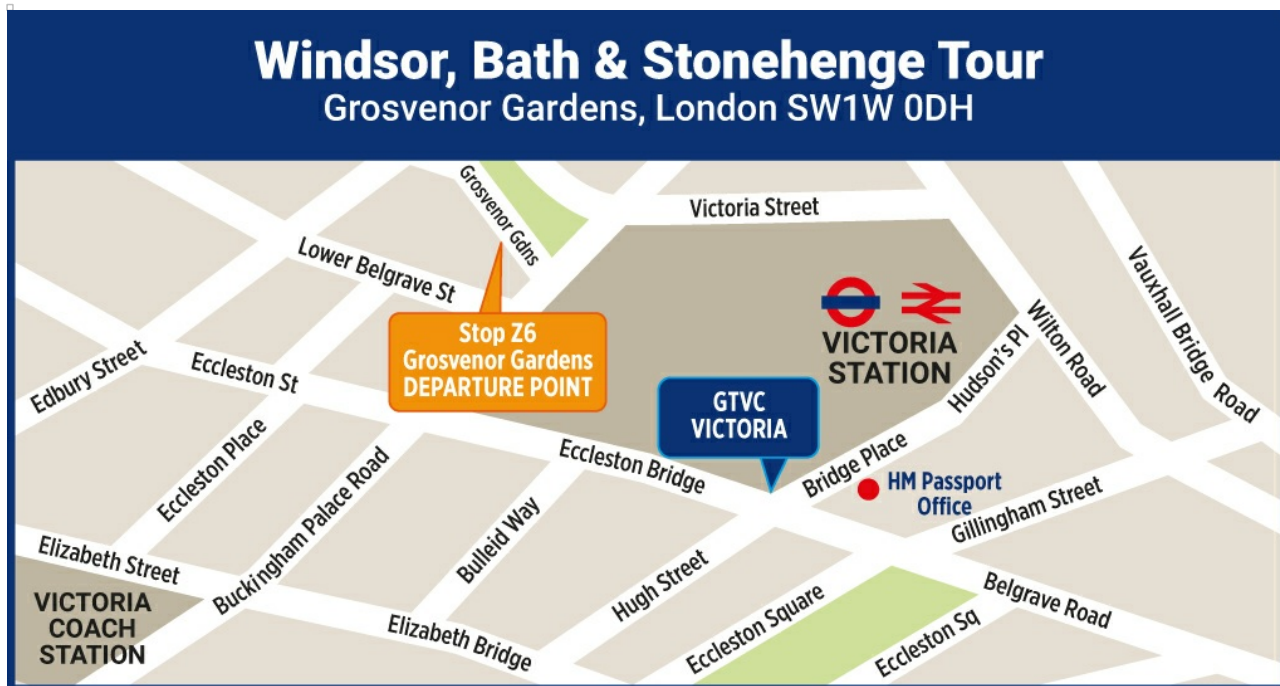 Windsor, Bath & Stonehenge Tour
Grosvenor Gardens, London SW1W 0DH
Grosvenor Gdns
Victoria Street
Lower Belgrave St
Vauxhall Bridge Road
Stop Z6
Grosvenor Gardens
DEPARTURE POINT
VICTORIA
STATION
Wilton Road
Hudson's Pl
Edbury Street
Eccleston St
GTVC
VICTORIA
Eccleston Place
Eccleston Bridge
Bridge Place
HM Passport
Office
Buckingham Palace Road
Gillingham Street
Bulleid Way
Elizabeth Street
Hugh Street
Belgrave Road
VICTORIA
COACH
STATION
Elizabeth Bridge
Eccleston Square
Eccleston Sq